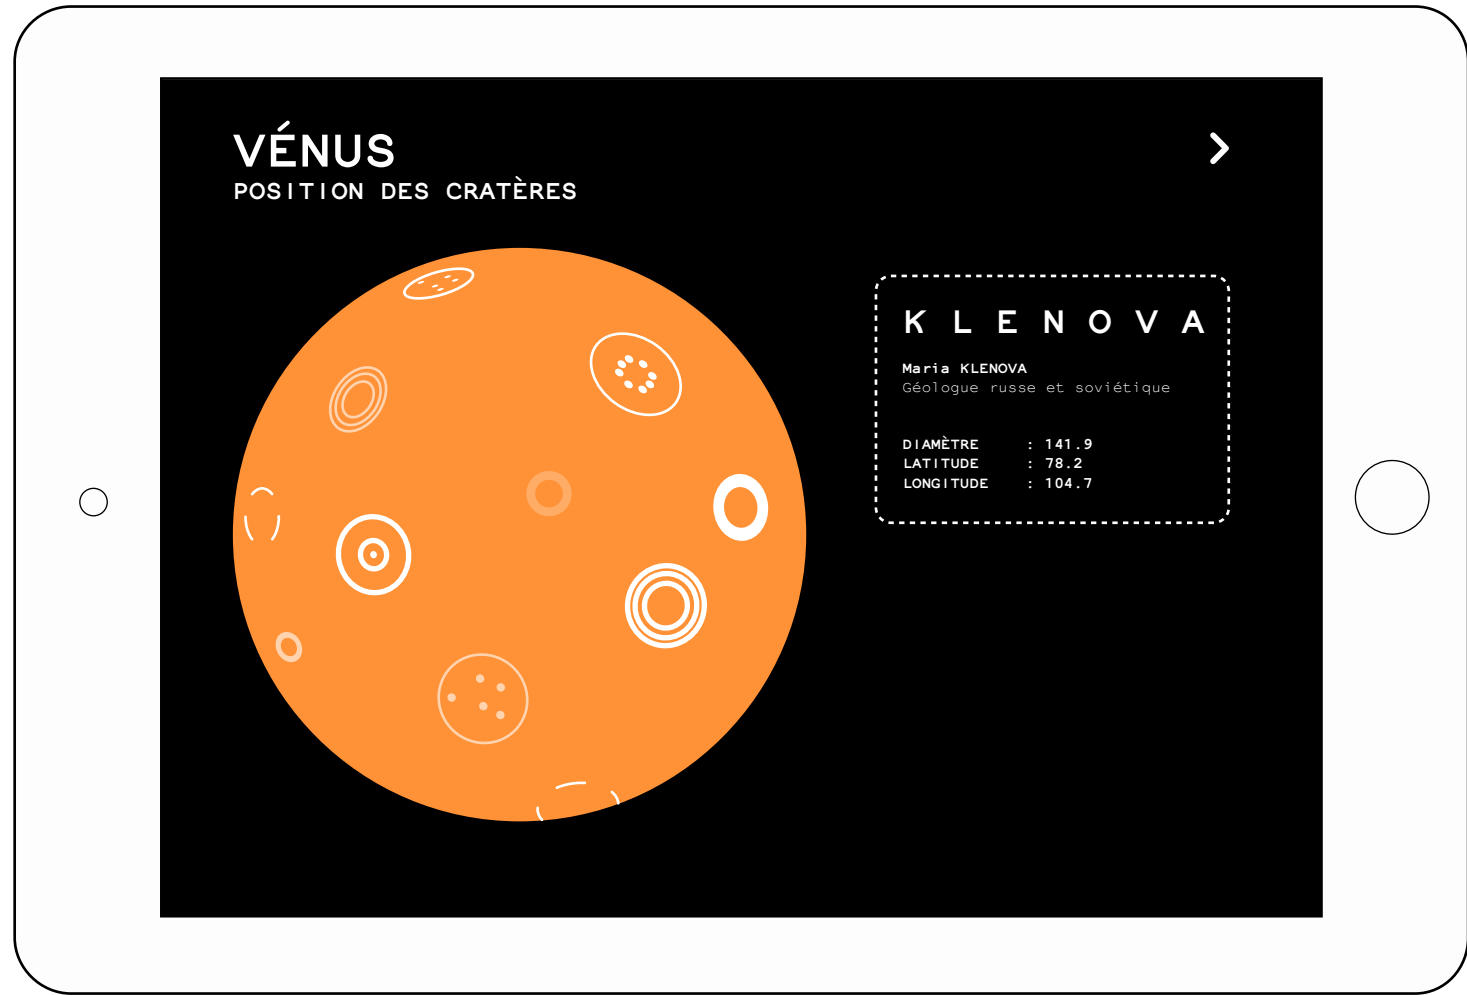 VÉNUS
POSITION DES CRATÈRES
KLENOVA
Maria KLENOVA
Géologue russe et soviétique
DIAMÈTRE : 141.9
LATITUDE : 78.2
LONGITUDE : 104.7